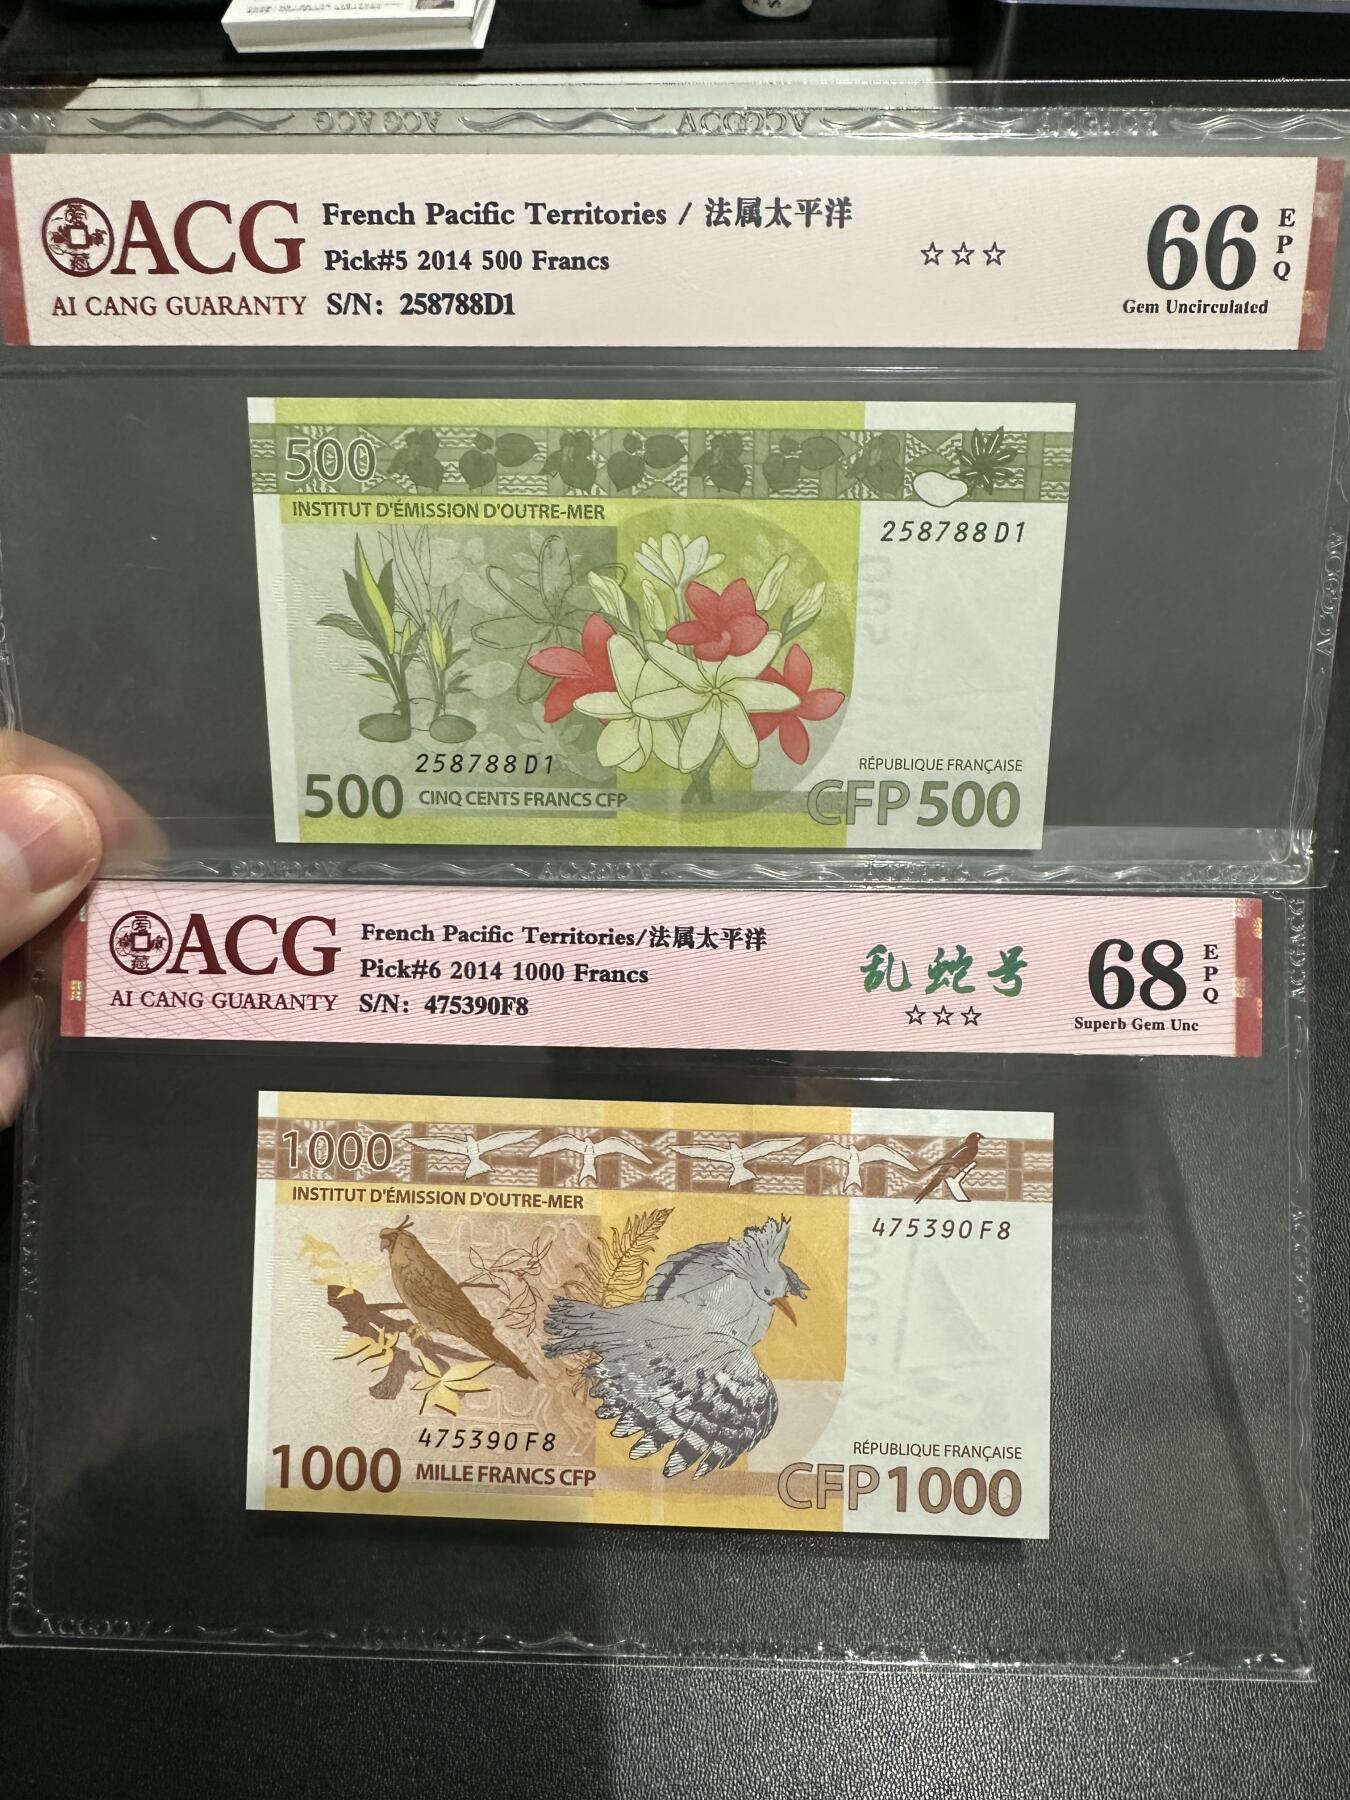 ACG
AI CANG GUARANTY
French Pacific Territories / 法属太平洋
Pick#5 2014 500 Francs
S/N: 258788D1
☆☆☆
66
EPQ
Gem Uncirculated
500
INSTITUT D'ÉMISSION D'OUTRE-MER
258788D1
258788D1
500 CINQ CENTS FRANCS CFP
RÉPUBLIQUE FRANÇAISE
CFP 500
ACG
AI CANG GUARANTY
French Pacific Territories/法属太平洋
Pick#6 2014 1000 Francs
S/N: 475390F8
乱蛇号
☆☆☆
68
EPQ
Superb Gem Unc
1000
INSTITUT D'ÉMISSION D'OUTRE-MER
475390F8
475390F8
1000 MILLE FRANCS CFP
RÉPUBLIQUE FRANÇAISE
CFP 1000